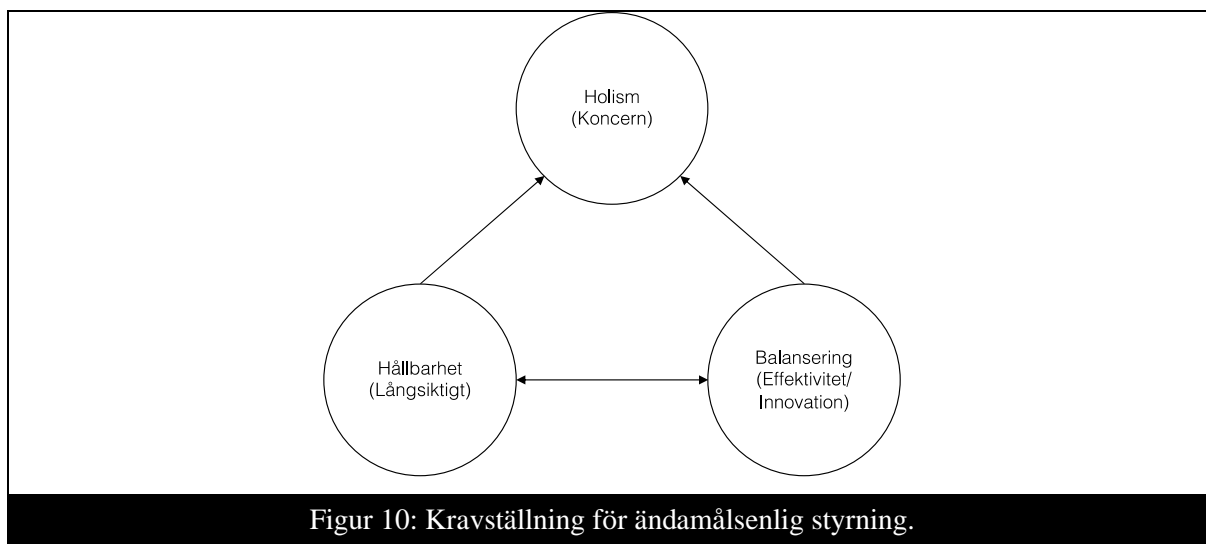 Holism
(Koncern)
Hållbarhet
(Långsiktigt)
Balansering
(Effektivitet/
Innovation)
Figur 10: Kravställning för ändamålsenlig styrning.